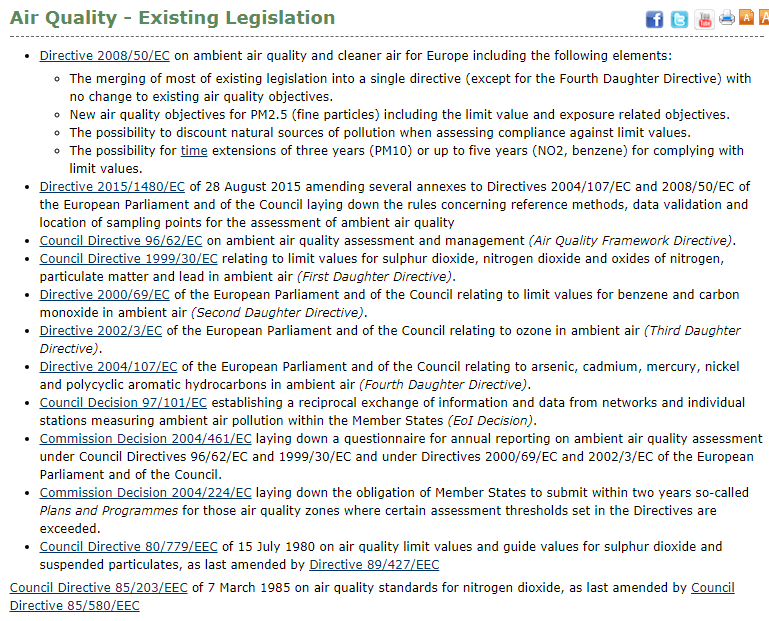 Air Quality - Existing Legislation
Directive 2008/50/EC on ambient air quality and cleaner air for Europe including the following elements:
The merging of most of existing legislation into a single directive (except for the Fourth Daughter Directive) with
no change to existing air quality objectives.
New air quality objectives for PM2.5 (fine particles) including the limit value and exposure related objectives.
The possibility to discount natural sources of pollution when assessing compliance against limit values.
The possibility for time extensions of three years (PM10) or up to five years (NO2, benzene) for complying with
limit values.
Directive 2015/1480/EC of 28 August 2015 amending several annexes to Directives 2004/107/EC and 2008/50/EC of
the European Parliament and of the Council laying down the rules concerning reference methods, data validation and
location of sampling points for the assessment of ambient air quality
Council Directive 96/62/EC on ambient air quality assessment and management (Air Quality Framework Directive).
Council Directive 1999/30/EC relating to limit values for sulphur dioxide, nitrogen dioxide and oxides of nitrogen,
particulate matter and lead in ambient air (First Daughter Directive).
Directive 2000/69/EC of the European Parliament and of the Council relating to limit values for benzene and carbon
monoxide in ambient air (Second Daughter Directive).
Directive 2002/3/EC of the European Parliament and of the Council relating to ozone in ambient air (Third Daughter
Directive).
Directive 2004/107/EC of the European Parliament and of the Council relating to arsenic, cadmium, mercury, nickel
and polycyclic aromatic hydrocarbons in ambient air (Fourth Daughter Directive).
Council Decision 97/101/EC establishing a reciprocal exchange of information and data from networks and individual
stations measuring ambient air pollution within the Member States (EoI Decision).
Commission Decision 2004/461/EC laying down a questionnaire for annual reporting on ambient air quality assessment
under Council Directives 96/62/EC and 1999/30/EC and under Directives 2000/69/EC and 2002/3/EC of the European
Parliament and of the Council.
Commission Decision 2004/224/EC laying down the obligation of Member States to submit within two years so-called
Plans and Programmes for those air quality zones where certain assessment thresholds set in the Directives are
exceeded.
Council Directive 80/779/EEC of 15 July 1980 on air quality limit values and guide values for sulphur dioxide and
suspended particulates, as last amended by Directive 89/427/EEC
Council Directive 85/203/EEC of 7 March 1985 on air quality standards for nitrogen dioxide, as last amended by Council
Directive 85/580/EEC